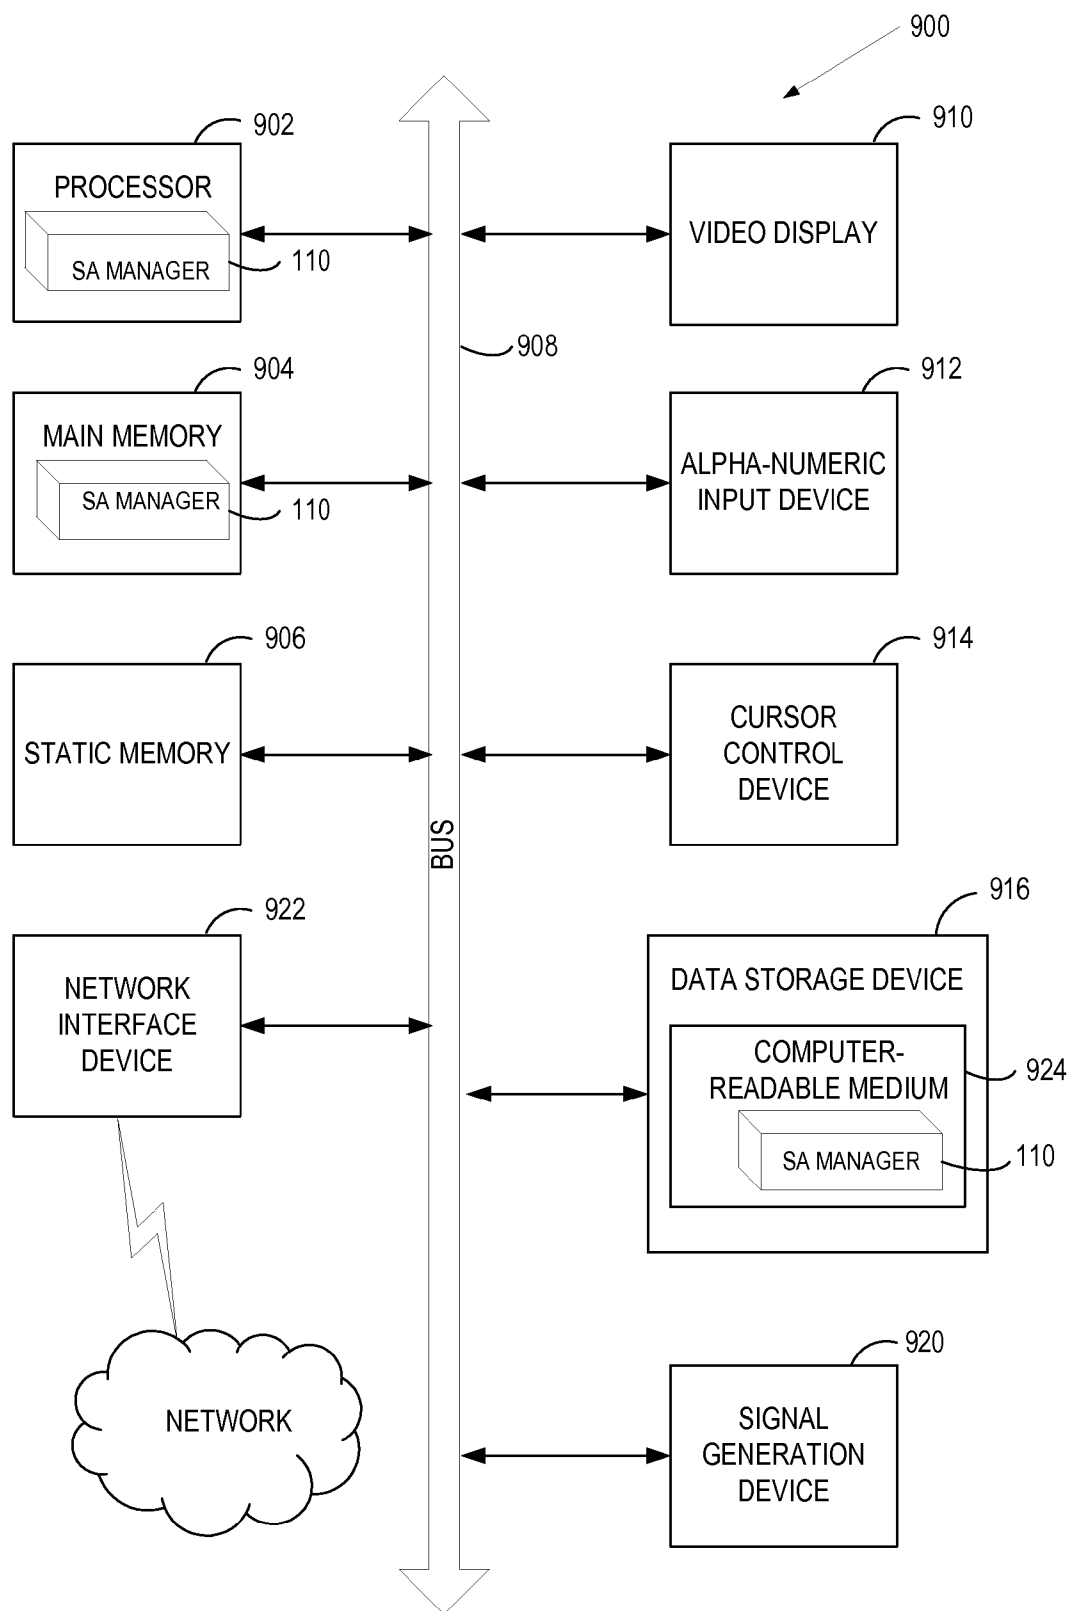 900
902
PROCESSOR
SA MANAGER
110
910
VIDEO DISPLAY
908
904
MAIN MEMORY
SA MANAGER
110
912
ALPHA-NUMERIC
INPUT DEVICE
906
STATIC MEMORY
914
CURSOR
CONTROL
DEVICE
BUS
922
NETWORK
INTERFACE
DEVICE
916
DATA STORAGE DEVICE
COMPUTER-
READABLE MEDIUM
924
SA MANAGER
110
NETWORK
920
SIGNAL
GENERATION
DEVICE